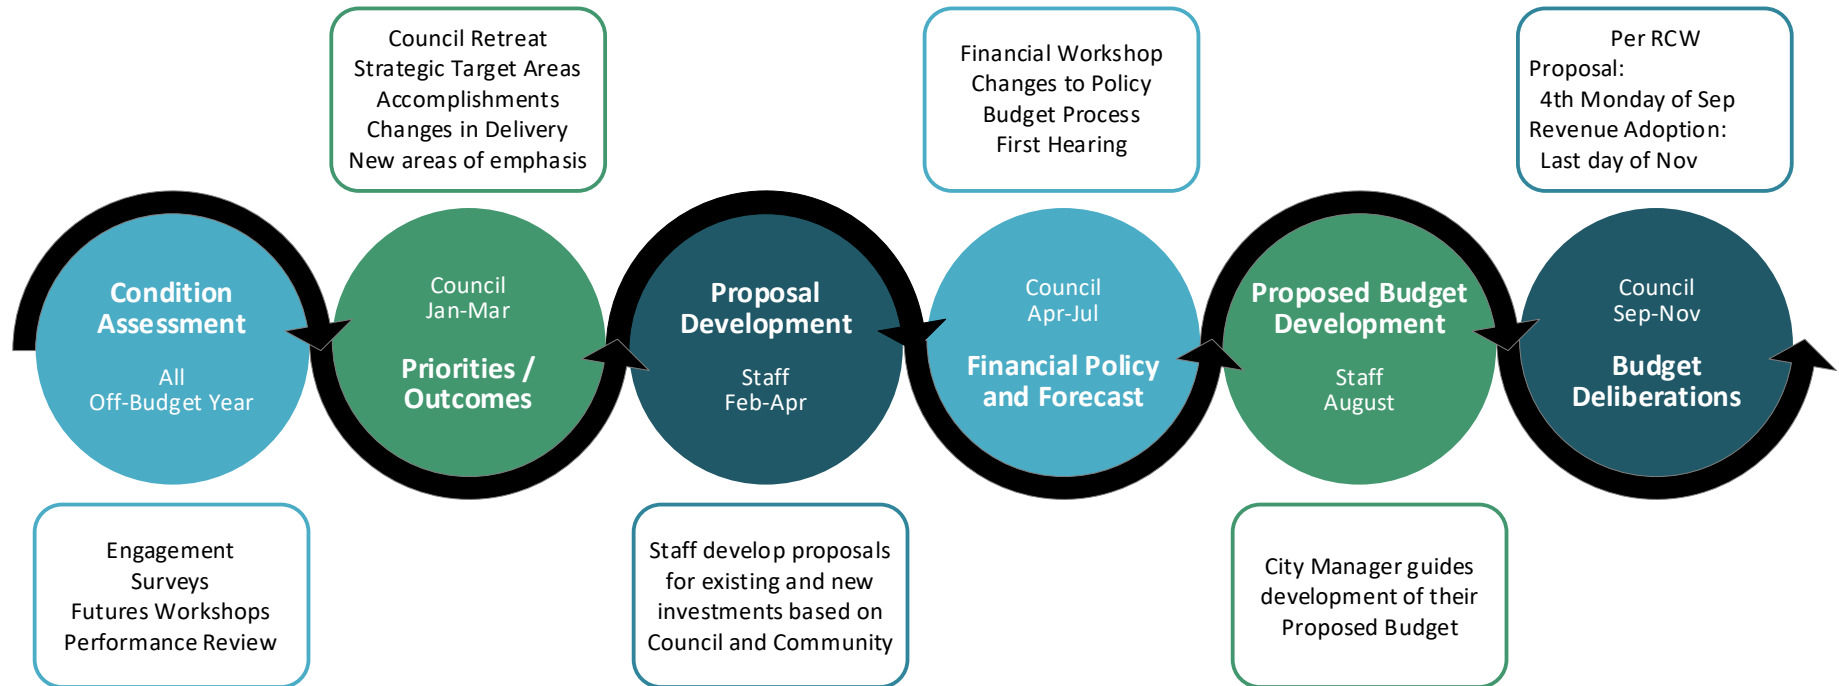 Condition
Assessment
All
Off-Budget Year
Engagement
Surveys
Futures Workshops
Performance Review
Council Retreat
Strategic Target Areas
Accomplishments
Changes in Delivery
New areas of emphasis
Council
Jan-Mar
Priorities /
Outcomes
Proposal
Development
Staff
Feb-Apr
Staff develop proposals
for existing and new
investments based on
Council and Community
Financial Workshop
Changes to Policy
Budget Process
First Hearing
Council
Apr-Jul
Financial Policy
and Forecast
Proposed Budget
Development
Staff
August
City Manager guides
development of their
Proposed Budget
Per RCW
Proposal:
4th Monday of Sep
Revenue Adoption:
Last day of Nov
Council
Sep-Nov
Budget
Deliberations